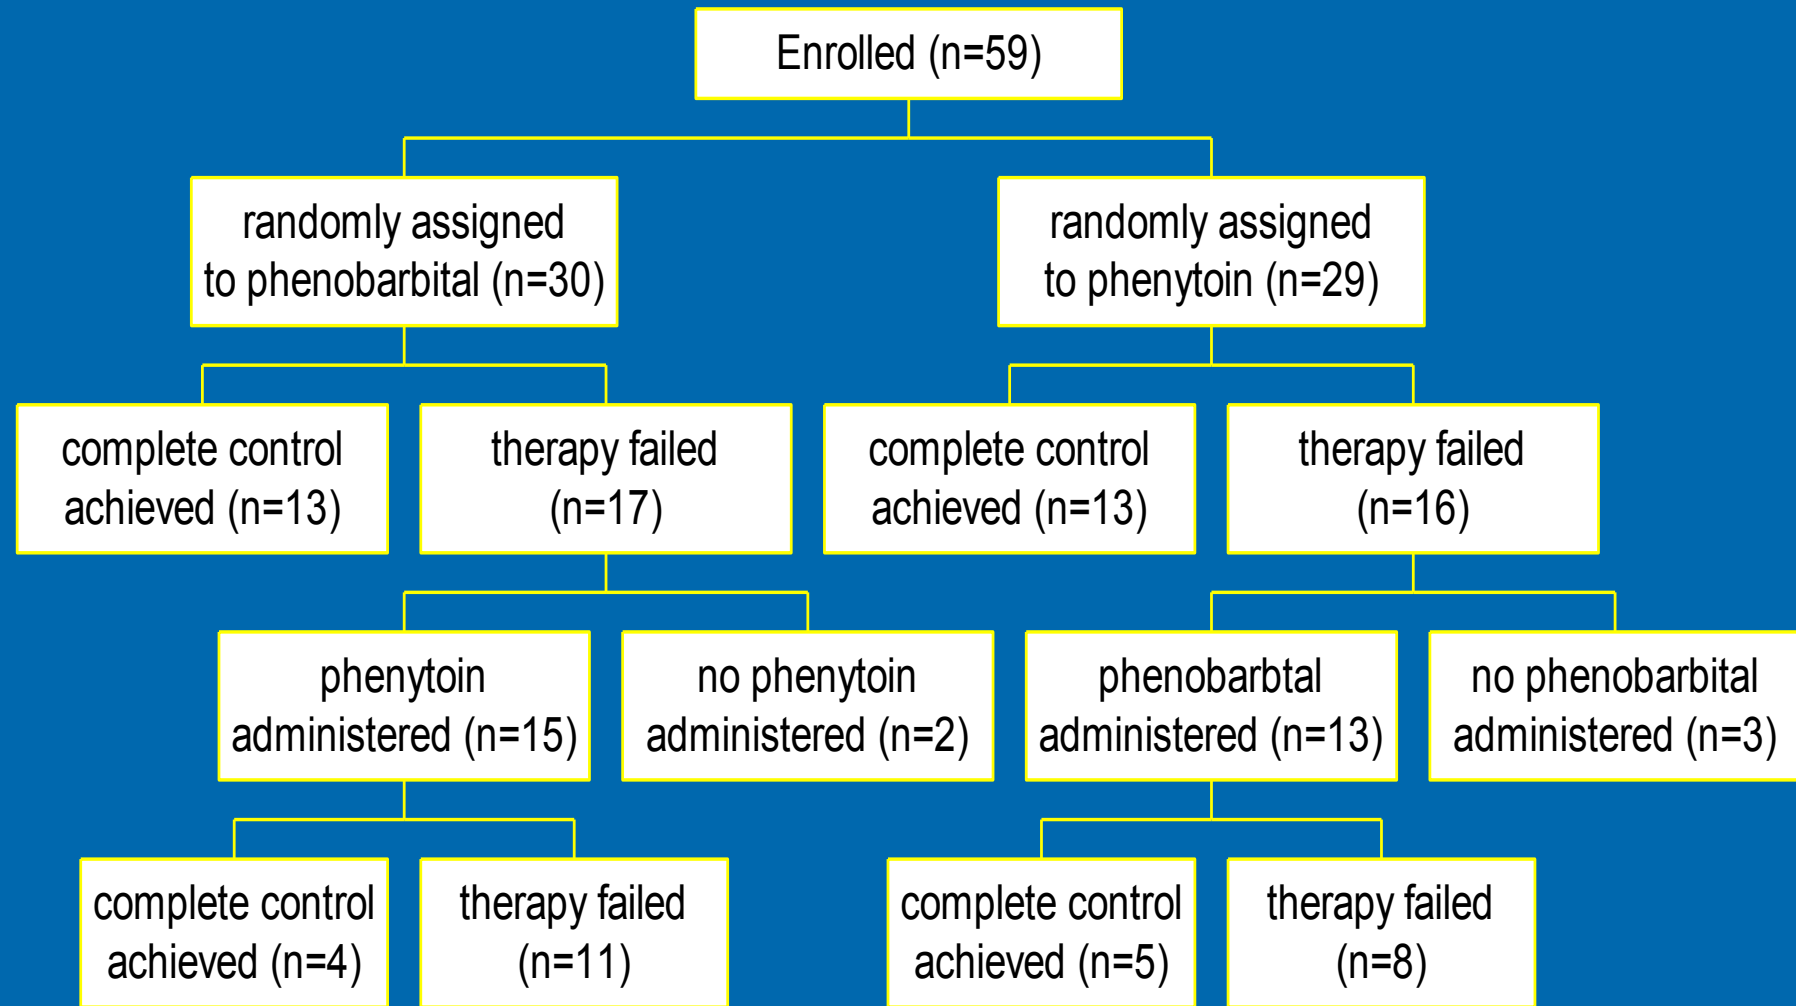 Enrolled (n=59)
randomly assigned
to phenobarbital (n=30)
randomly assigned
to phenytoin (n=29)
complete control
achieved (n=13)
therapy failed
(n=17)
complete control
achieved (n=13)
therapy failed
(n=16)
phenytoin
administered (n=15)
no phenytoin
administered (n=2)
phenobarbtal
administered (n=13)
no phenobarbital
administered (n=3)
complete control
achieved (n=4)
therapy failed
(n=11)
complete control
achieved (n=5)
therapy failed
(n=8)